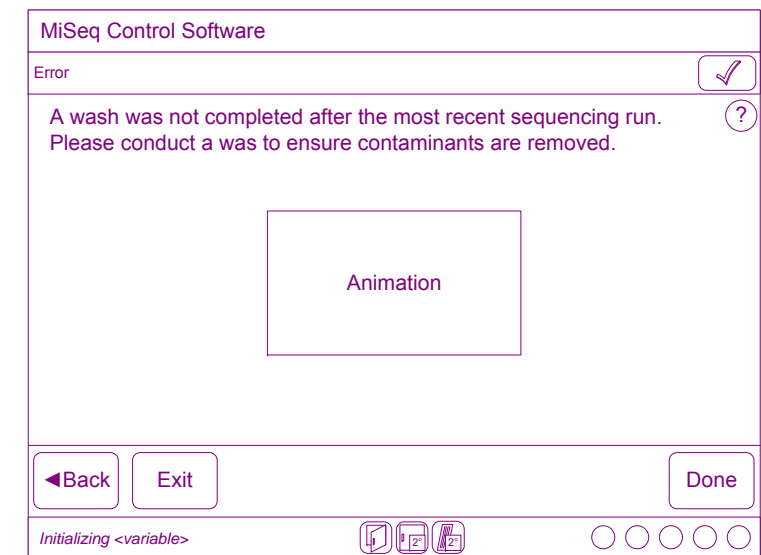 MiSeq Control Software
Error
A wash was not completed after the most recent sequencing run.
?
Please conduct a was to ensure contaminants are removed.
Animation
◄Back
Exit
Done
Initializing <variable>
2°
2°